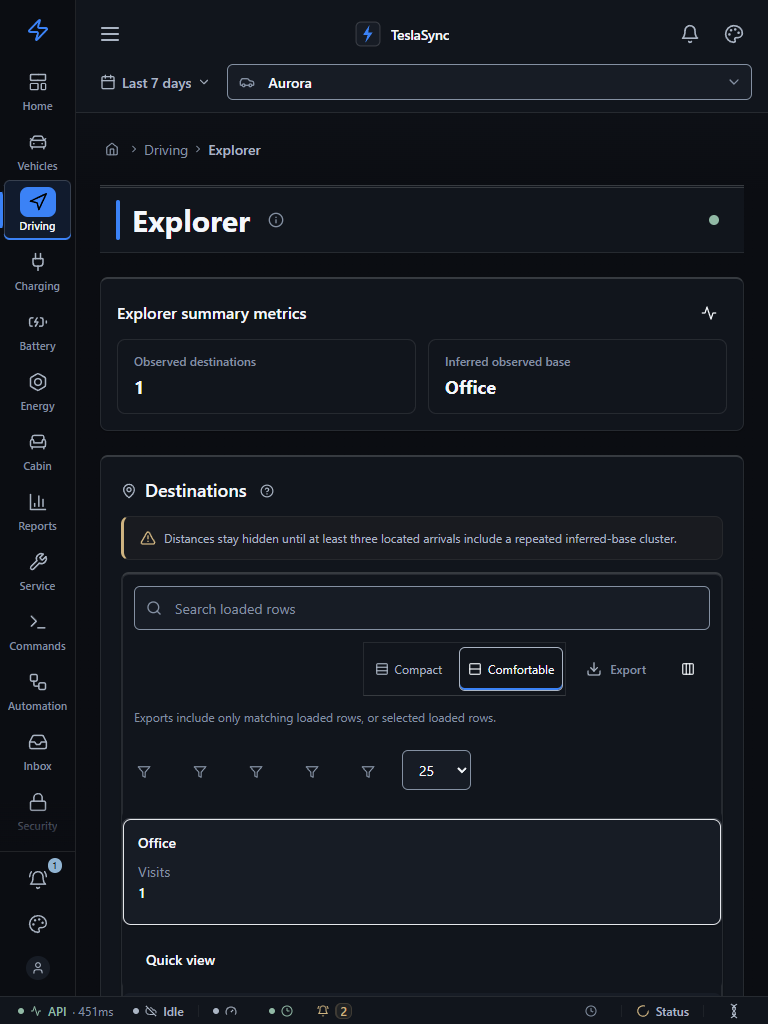 TeslaSync
Last 7 days
Aurora
Home
Vehicles
Driving
Charging
Battery
Energy
Cabin
Reports
Service
Commands
Automation
Inbox
Security
1
Driving
Explorer
Explorer
Explorer summary metrics
Observed destinations
1
Inferred observed base
Office
Destinations
Distances stay hidden until at least three located arrivals include a repeated inferred-base cluster.
Search loaded rows
Compact
Comfortable
Export
Exports include only matching loaded rows, or selected loaded rows.
25
Office
Visits
1
Quick view
API · 451ms
Idle
2
Status